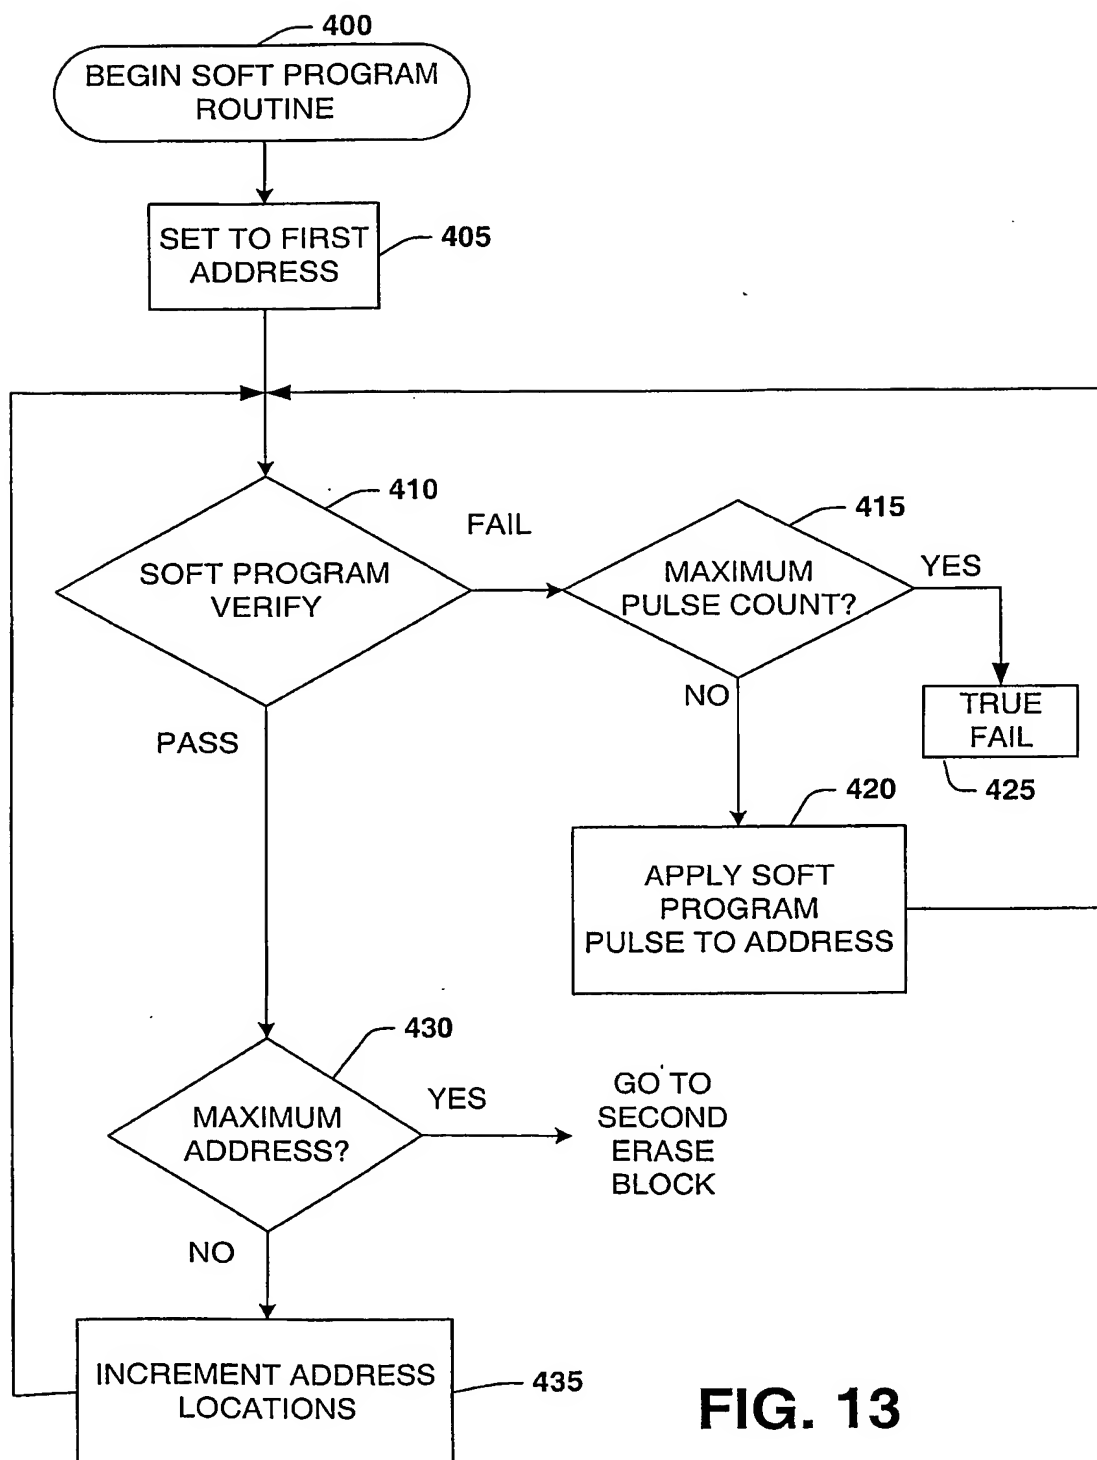 400
BEGIN SOFT PROGRAM
ROUTINE
SET TO FIRST
ADDRESS
405
410
SOFT PROGRAM
VERIFY
FAIL
415
MAXIMUM
PULSE COUNT?
YES
NO
TRUE
FAIL
425
PASS
420
APPLY SOFT
PROGRAM
PULSE TO ADDRESS
430
MAXIMUM
ADDRESS?
YES
GO TO
SECOND
ERASE
BLOCK
NO
INCREMENT ADDRESS
LOCATIONS
435
FIG. 13